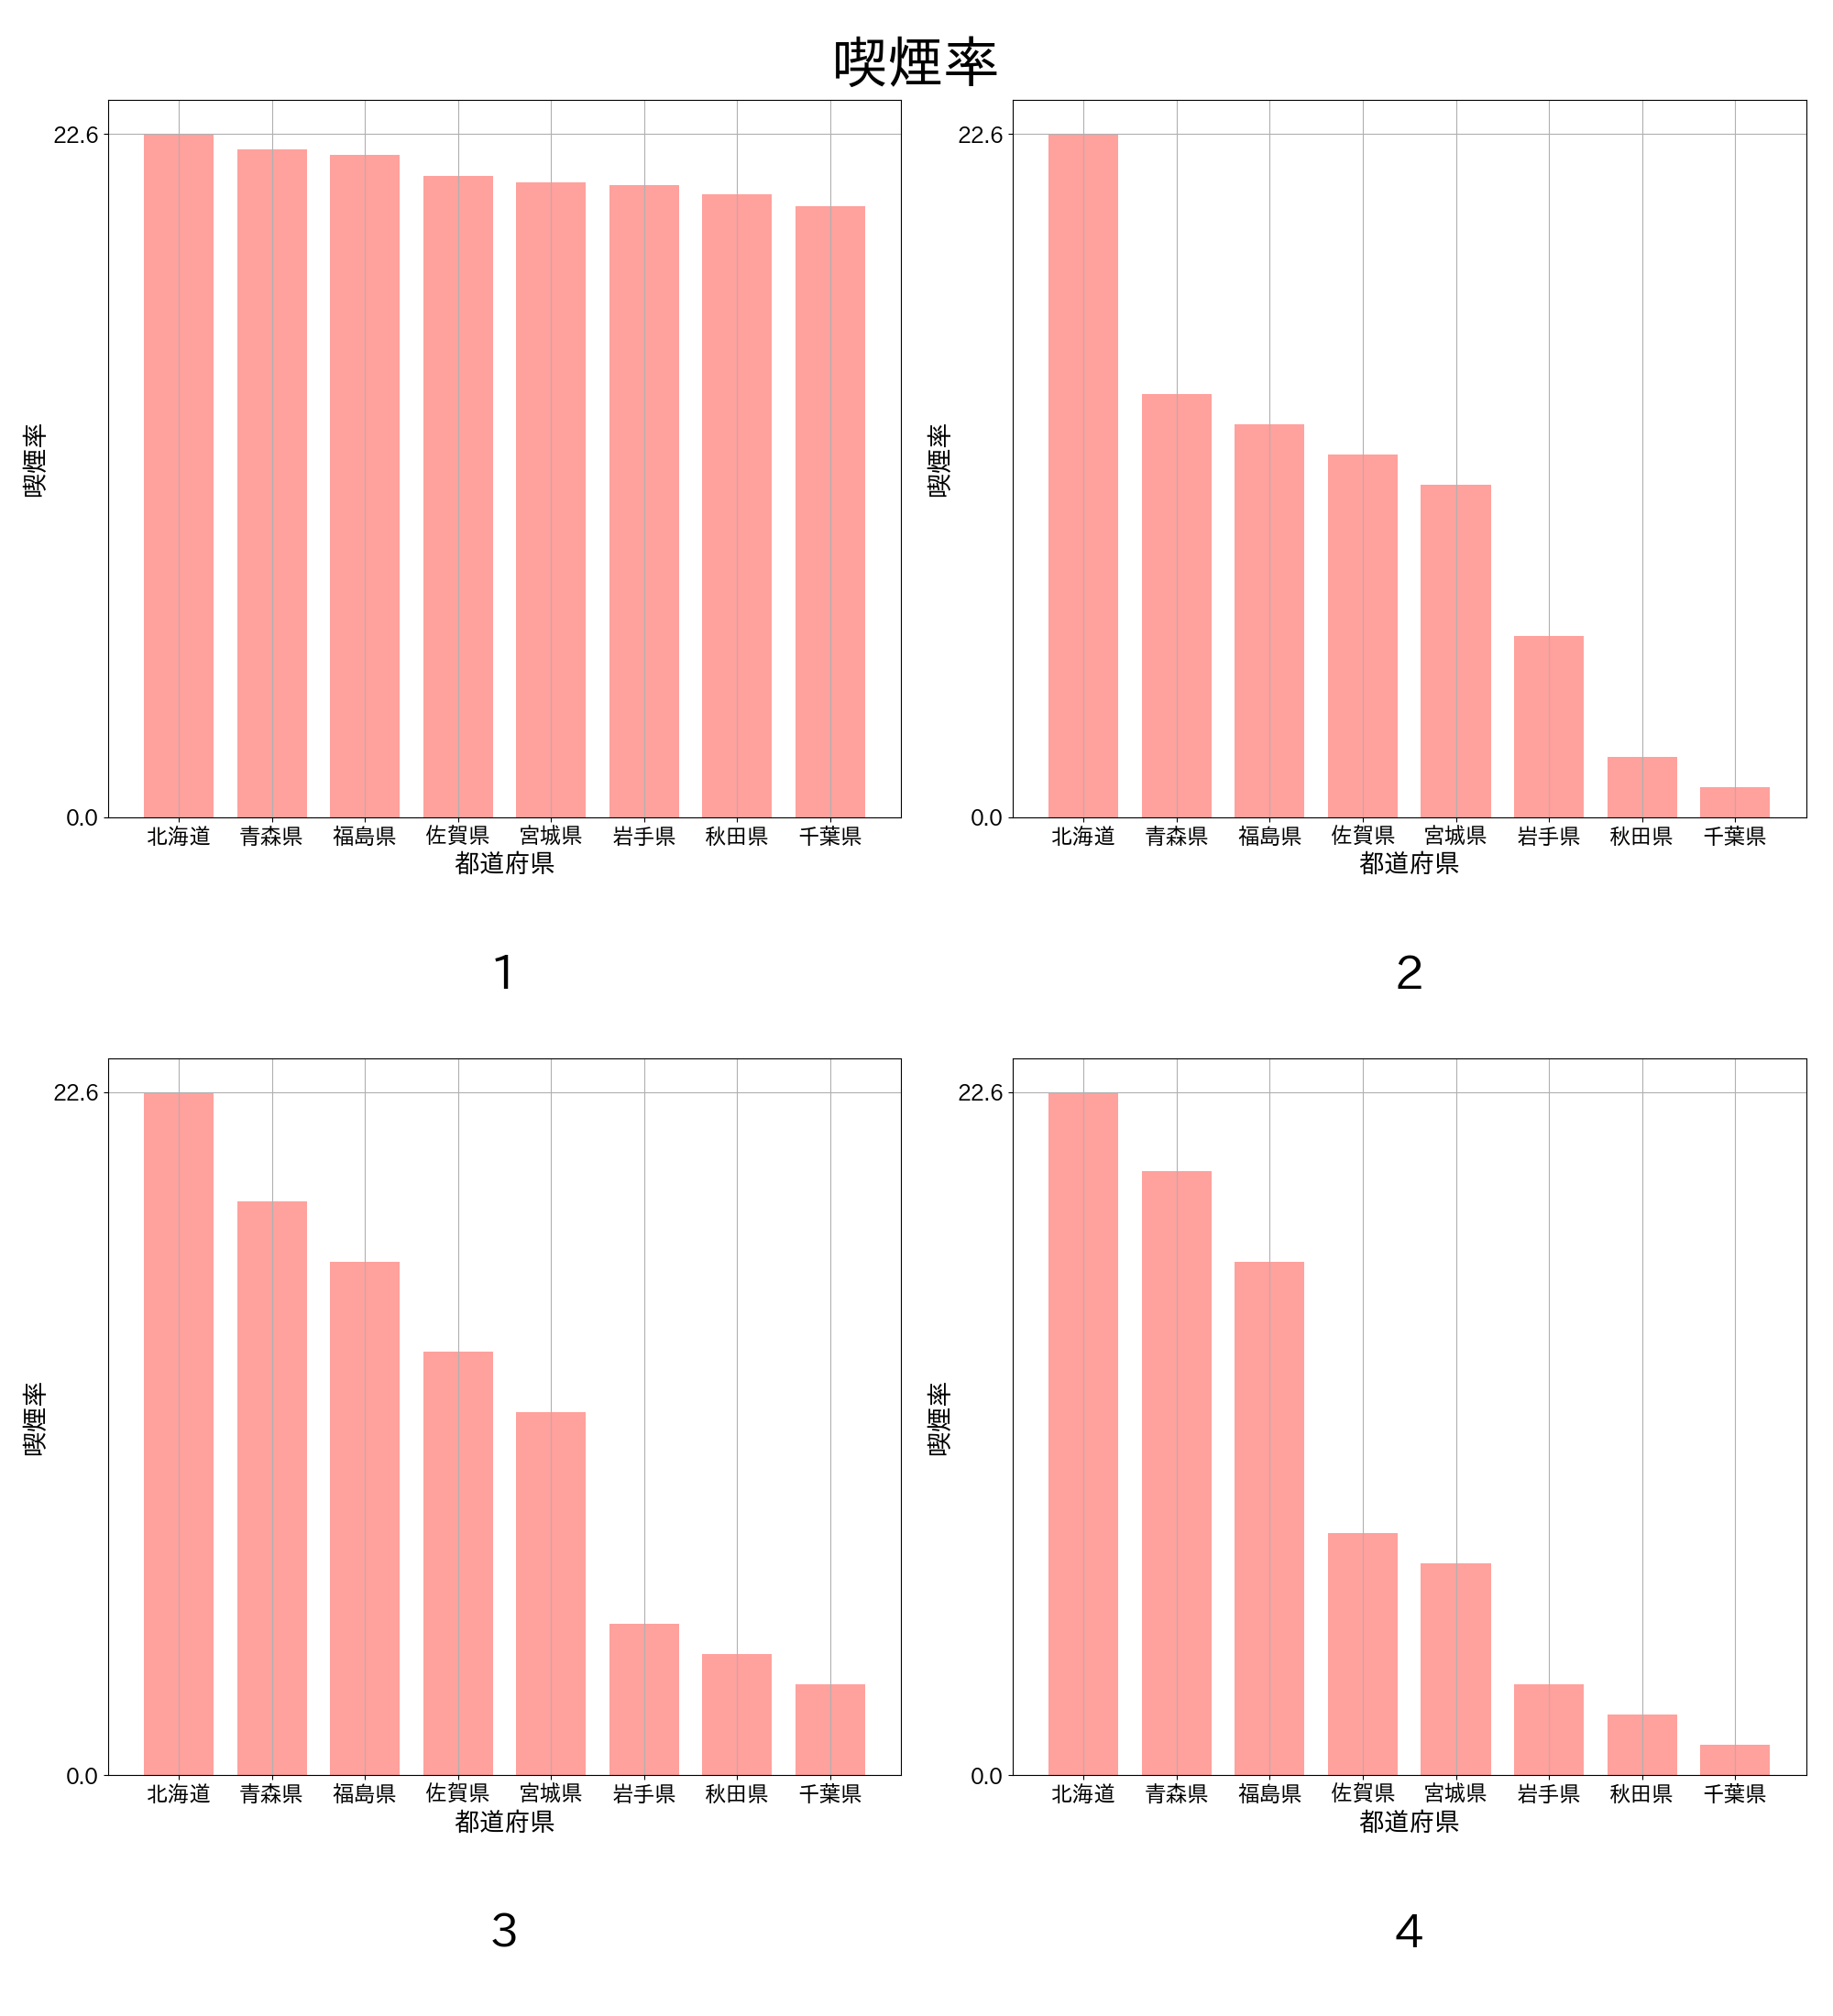 喫煙率
22.6
0.0
喫煙率
北海道 青森県 福島県 佐賀県 宮城県 岩手県 秋田県 千葉県
都道府県
1
22.6
0.0
喫煙率
北海道 青森県 福島県 佐賀県 宮城県 岩手県 秋田県 千葉県
都道府県
2
22.6
0.0
喫煙率
北海道 青森県 福島県 佐賀県 宮城県 岩手県 秋田県 千葉県
都道府県
3
22.6
0.0
喫煙率
北海道 青森県 福島県 佐賀県 宮城県 岩手県 秋田県 千葉県
都道府県
4